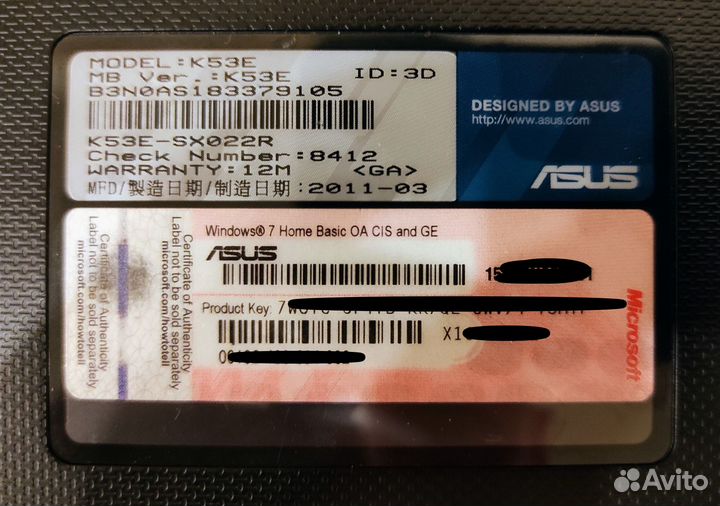 MODEL:K53E
MB Ver.:K53E ID:3D
B3N0AS183379105
K53E-SX022R
Check Number:8412
WARRANTY:12M <GA>
MFD/製造日期/制造日期:2011-03
DESIGNED BY ASUS
http://www.asus.com
ASUS
Certificate of Authenticity
Label not to be sold separately
microsoft.com/howtotell
Certificate of Authenticity
Label not to be sold separately
microsoft.com/howtotell
Windows® 7 Home Basic OA CIS and GE
ASUS
Product Key:
X1
Microsoft
Avito